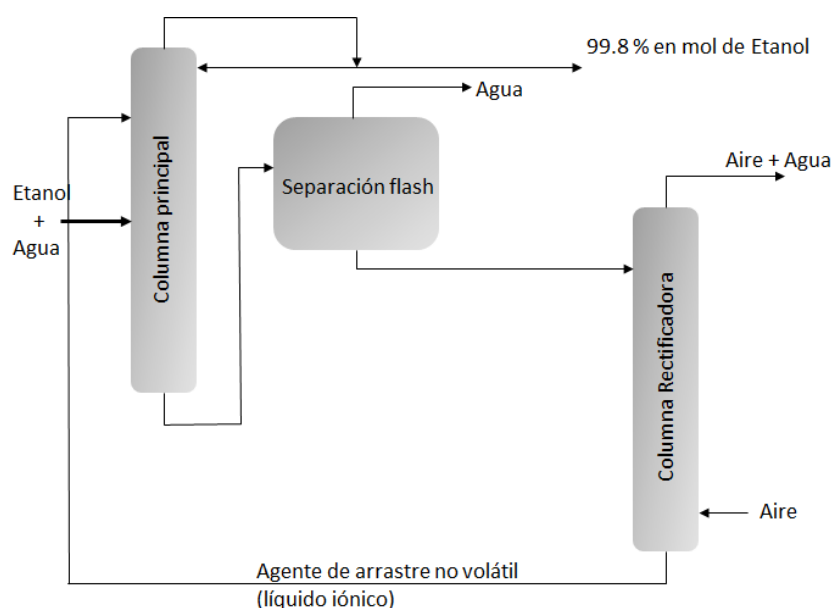 99.8 % en mol de Etanol
Agua
Columna principal
Separación flash
Aire + Agua
Etanol
+
Agua
Columna Rectificadora
Aire
Agente de arrastre no volátil
(líquido iónico)